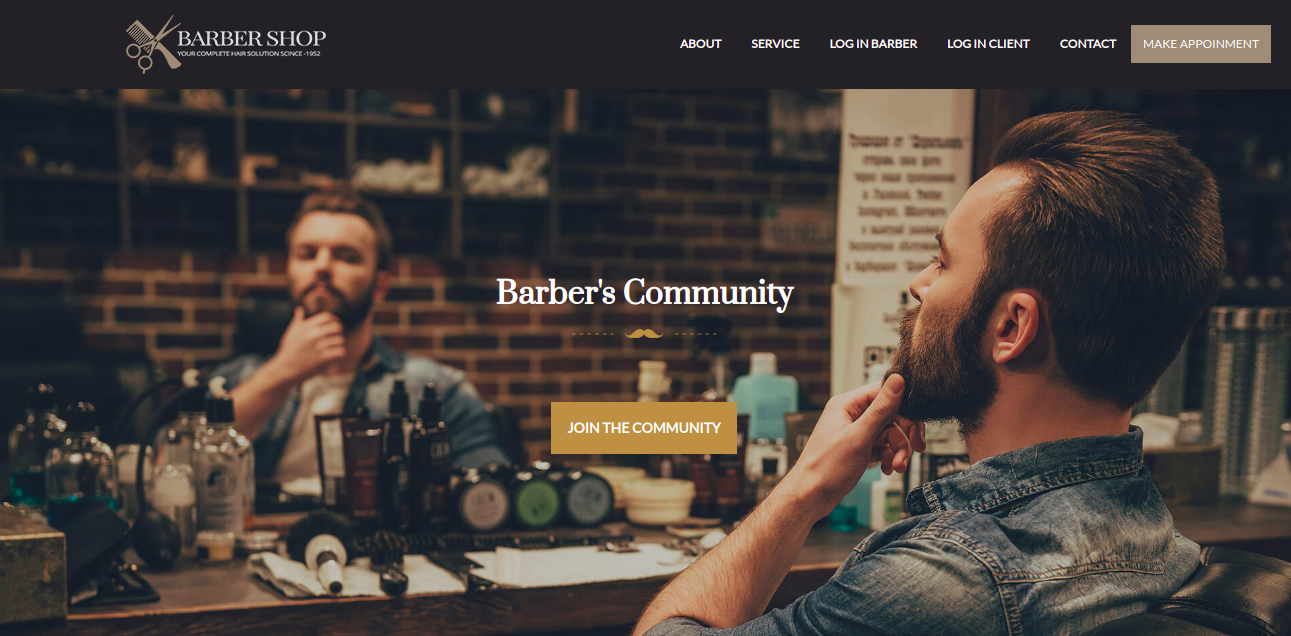 BARBER SHOP
YOUR COMPLETE HAIR SOLUTION SCINCE -1952
ABOUT
SERVICE
LOG IN BARBER
LOG IN CLIENT
CONTACT
MAKE APPOINMENT
Barber's Community
JOIN THE COMMUNITY